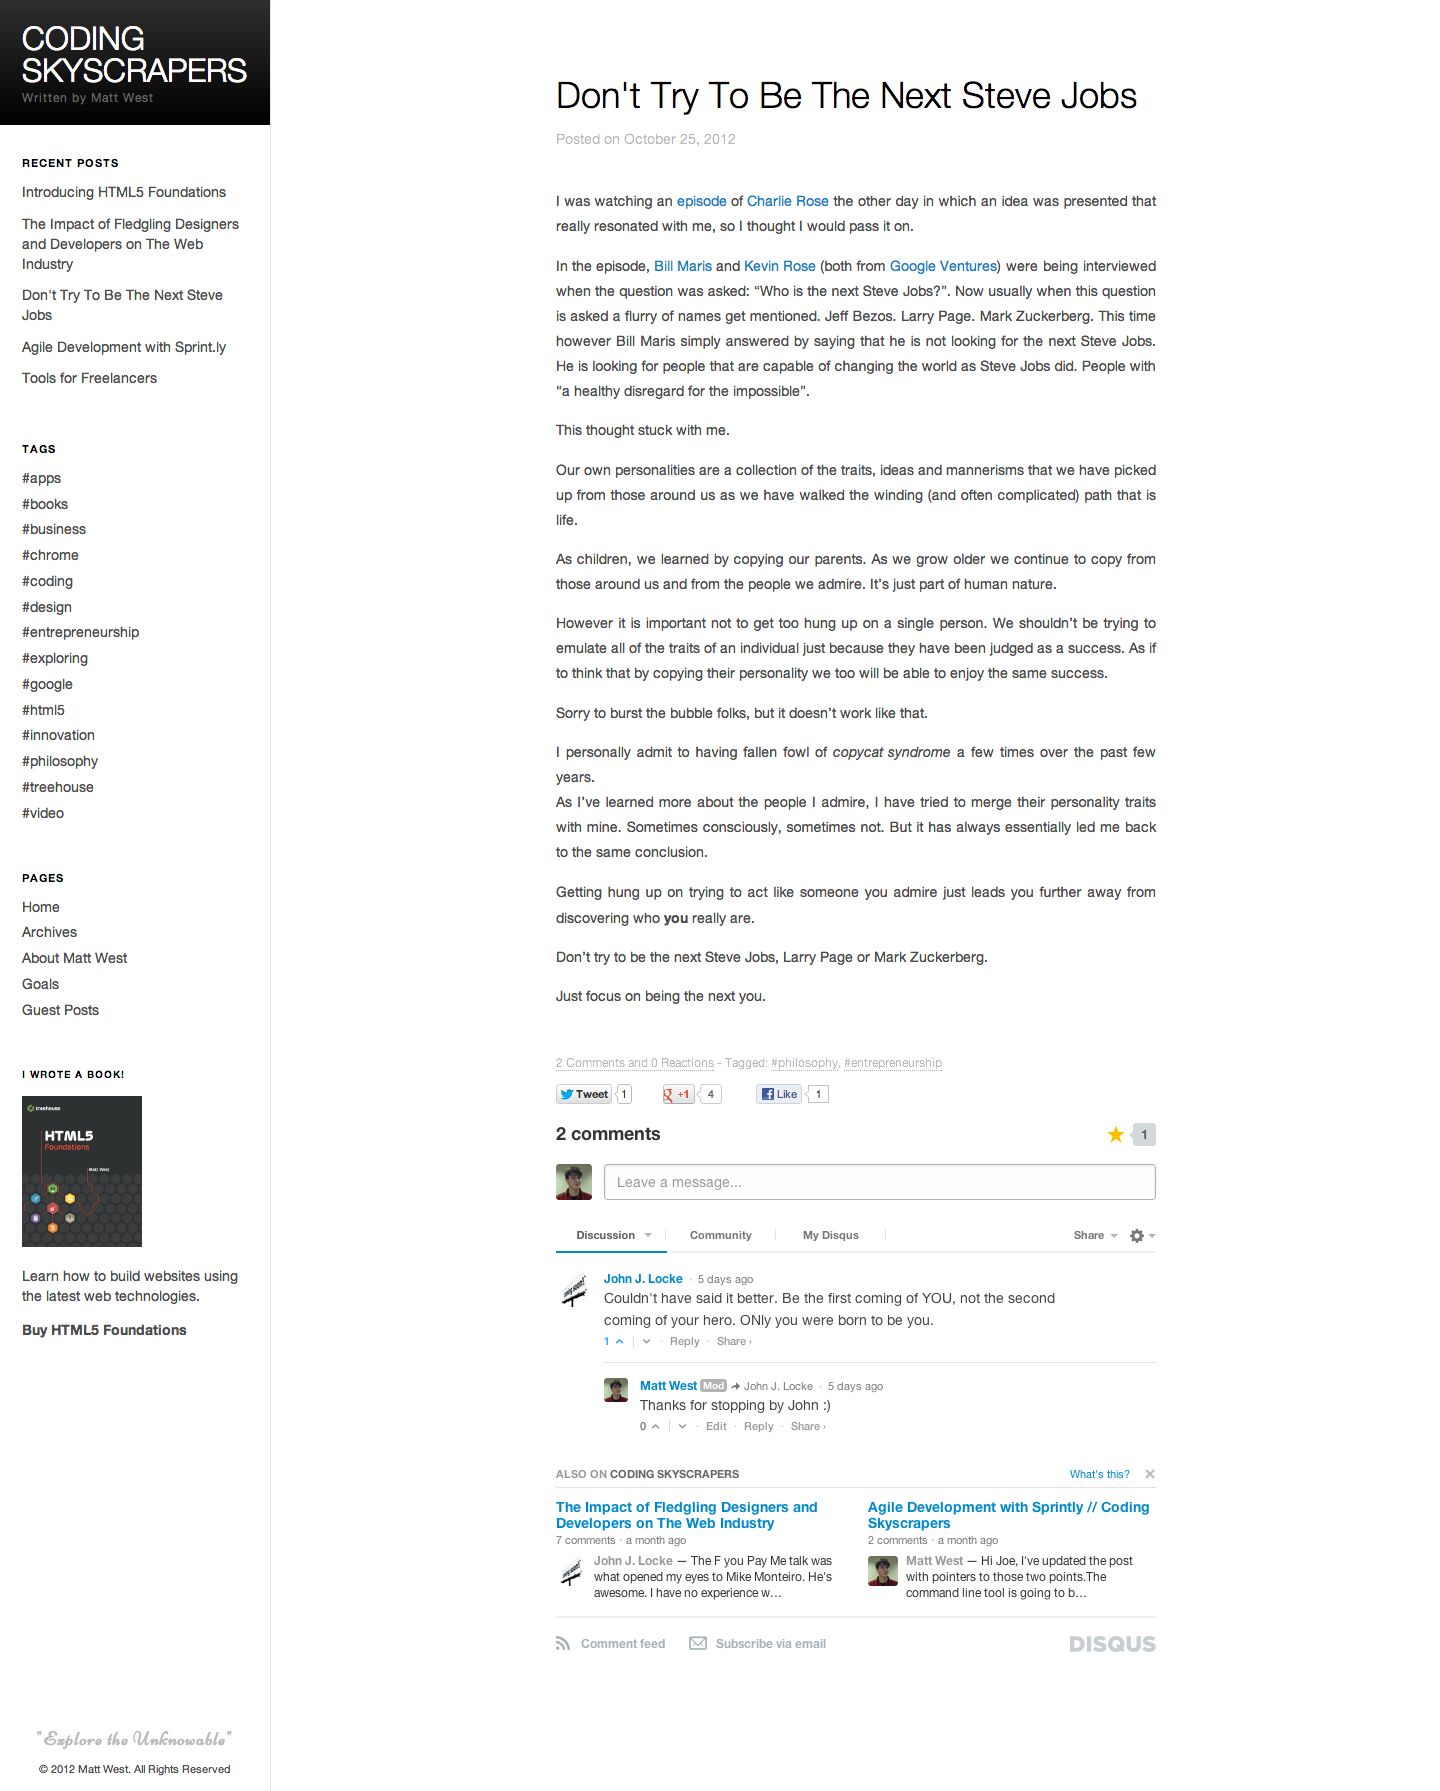 CODING
SKYSCRAPERS
Written by Matt West
RECENT POSTS
Introducing HTML5 Foundations
The Impact of Fledgling Designers
and Developers on The Web
Industry
Don't Try To Be The Next Steve
Jobs
Agile Development with Sprint.ly
Tools for Freelancers
TAGS
#apps
#books
#business
#chrome
#coding
#design
#entrepreneurship
#exploring
#google
#html5
#innovation
#philosophy
#treehouse
#video
PAGES
Home
Archives
About Matt West
Goals
Guest Posts
I WROTE A BOOK!
treehouse
HTML5
Foundations
Matt West
Learn how to build websites using
the latest web technologies.
Buy HTML5 Foundations
"Explore the Unknowable"
© 2012 Matt West. All Rights Reserved
Don't Try To Be The Next Steve Jobs
Posted on October 25, 2012
I was watching an episode of Charlie Rose the other day in which an idea was presented that
really resonated with me, so I thought I would pass it on.
In the episode, Bill Maris and Kevin Rose (both from Google Ventures) were being interviewed
when the question was asked: “Who is the next Steve Jobs?”. Now usually when this question
is asked a flurry of names get mentioned. Jeff Bezos. Larry Page. Mark Zuckerberg. This time
however Bill Maris simply answered by saying that he is not looking for the next Steve Jobs.
He is looking for people that are capable of changing the world as Steve Jobs did. People with
“a healthy disregard for the impossible”.
This thought stuck with me.
Our own personalities are a collection of the traits, ideas and mannerisms that we have picked
up from those around us as we have walked the winding (and often complicated) path that is
life.
As children, we learned by copying our parents. As we grow older we continue to copy from
those around us and from the people we admire. It’s just part of human nature.
However it is important not to get too hung up on a single person. We shouldn’t be trying to
emulate all of the traits of an individual just because they have been judged as a success. As if
to think that by copying their personality we too will be able to enjoy the same success.
Sorry to burst the bubble folks, but it doesn’t work like that.
I personally admit to having fallen fowl of copycat syndrome a few times over the past few
years.
As I’ve learned more about the people I admire, I have tried to merge their personality traits
with mine. Sometimes consciously, sometimes not. But it has always essentially led me back
to the same conclusion.
Getting hung up on trying to act like someone you admire just leads you further away from
discovering who you really are.
Don’t try to be the next Steve Jobs, Larry Page or Mark Zuckerberg.
Just focus on being the next you.
2 Comments and 0 Reactions - Tagged: #philosophy, #entrepreneurship
Tweet 1 g +1 4 Like 1
2 comments 1
Leave a message...
Discussion Community My Disqus Share
John J. Locke · 5 days ago
Couldn't have said it better. Be the first coming of YOU, not the second
coming of your hero. ONly you were born to be you.
1 · Reply · Share ›
Matt West Mod John J. Locke · 5 days ago
Thanks for stopping by John :)
0 · Edit · Reply · Share ›
ALSO ON CODING SKYSCRAPERS What's this? ×
The Impact of Fledgling Designers and
Developers on The Web Industry
7 comments · a month ago
John J. Locke — The F you Pay Me talk was
what opened my eyes to Mike Monteiro. He's
awesome. I have no experience w…
Agile Development with Sprintly // Coding
Skyscrapers
2 comments · a month ago
Matt West — Hi Joe, I've updated the post
with pointers to those two points.The
command line tool is going to b…
Comment feed Subscribe via email DISQUS